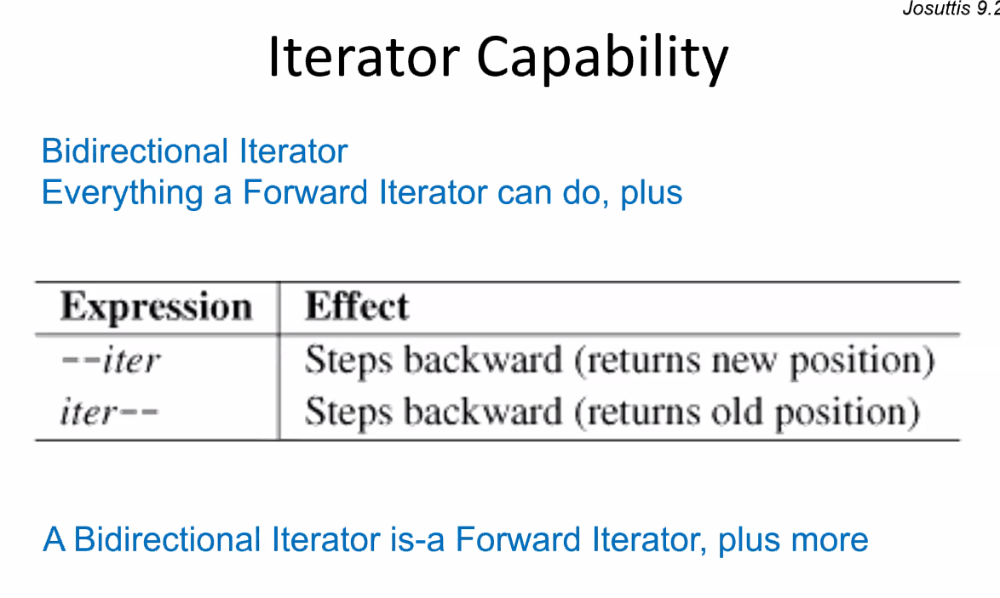 Josuttis 9.2
Iterator Capability
Bidirectional Iterator
Everything a Forward Iterator can do, plus
Expression Effect
--iter Steps backward (returns new position)
iter-- Steps backward (returns old position)
A Bidirectional Iterator is-a Forward Iterator, plus more